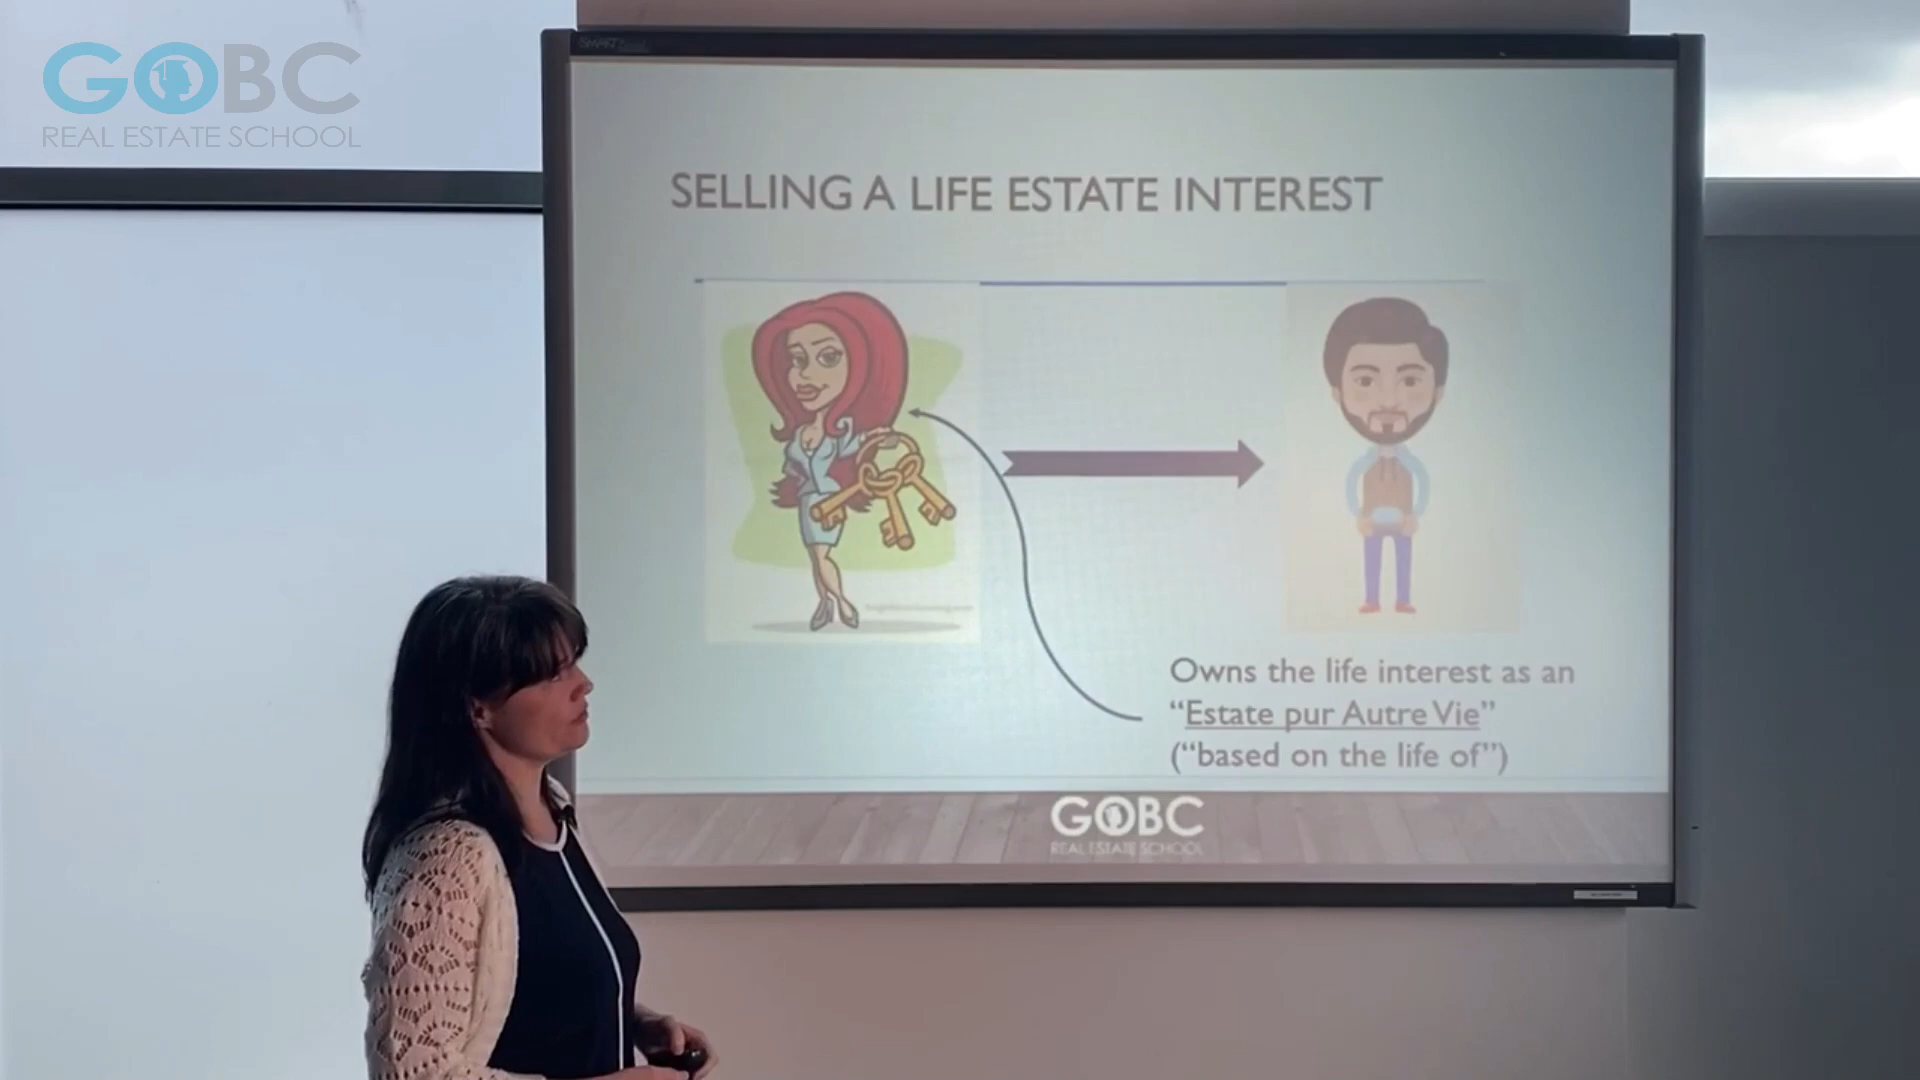 GOBC
REAL ESTATE SCHOOL
SELLING A LIFE ESTATE INTEREST
Owns the life interest as an
“Estate pur Autre Vie”
(“based on the life of”)
GOBC
REAL ESTATE SCHOOL